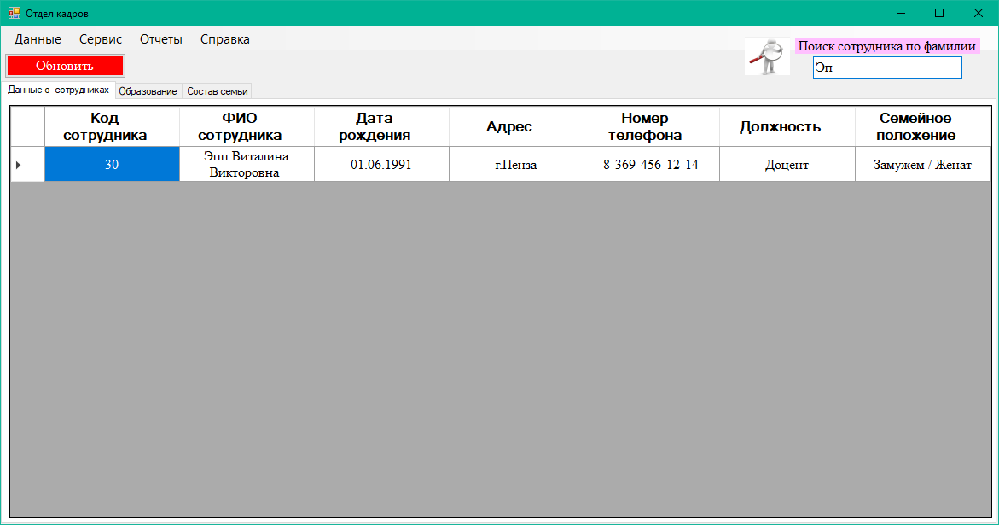 Отдел кадров
Данные Сервис Отчеты Справка
Поиск сотрудника по фамилии
Обновить
Эп
Данные о сотрудниках Образование Состав семьи
Код сотрудника
ФИО сотрудника
Дата рождения
Адрес
Номер телефона
Должность
Семейное положение
30
Эпп Виталина
Викторовна
01.06.1991
г.Пенза
8-369-456-12-14
Доцент
Замужем / Женат